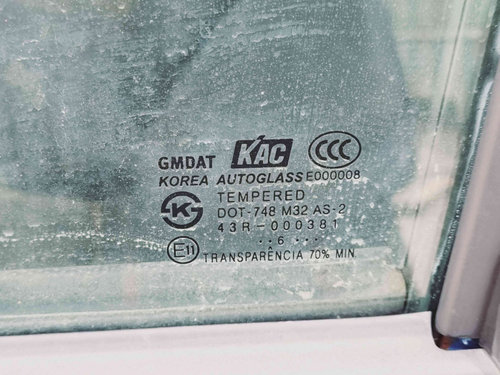 GMDAT KAC CCC
KOREA AUTOGLASS E000008
TEMPERED
DOT-748 M32 AS-2
43R-000381
..6...
E11 TRANSPARÊNCIA 70% MIN